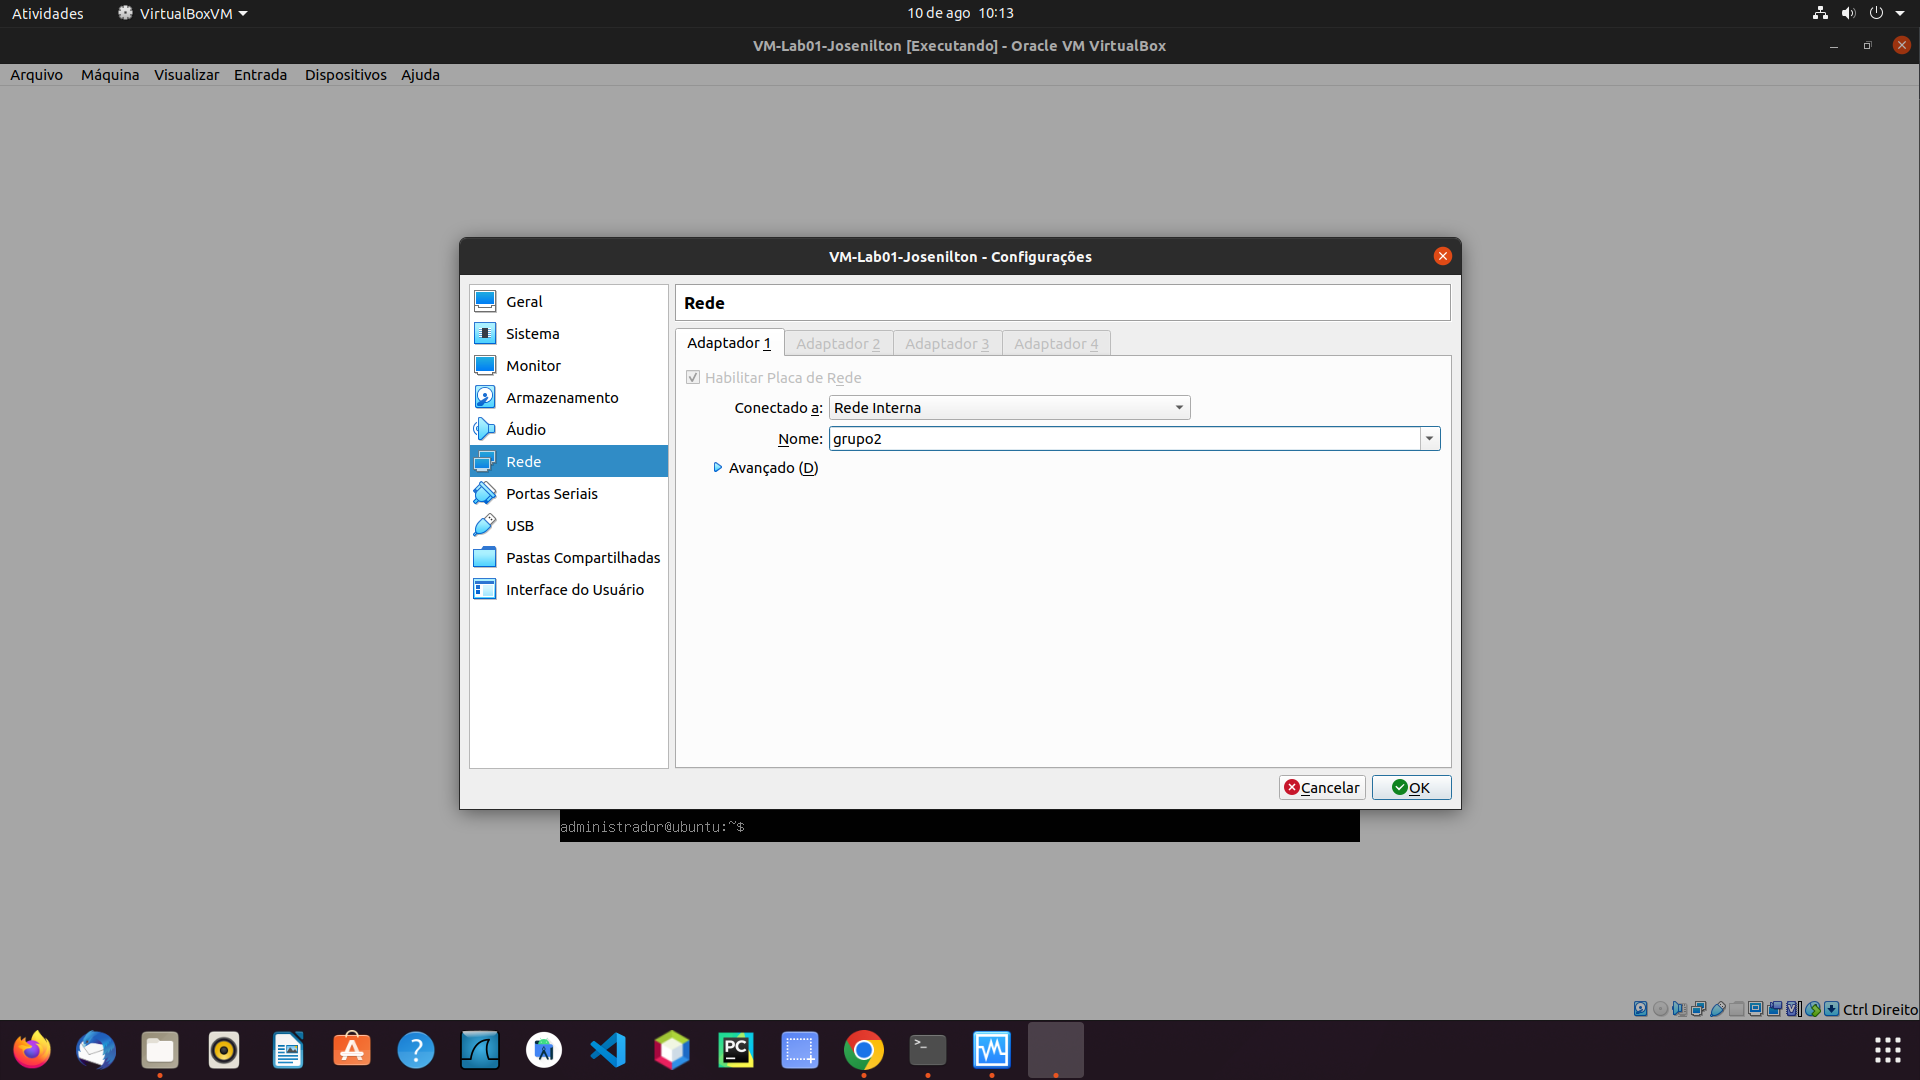 Atividades
VirtualBoxVM
10 de ago 10:13
VM-Lab01-Josenilton [Executando] - Oracle VM VirtualBox
Arquivo Máquina Visualizar Entrada Dispositivos Ajuda
VM-Lab01-Josenilton - Configurações
Geral
Sistema
Monitor
Armazenamento
Áudio
Rede
Portas Seriais
USB
Pastas Compartilhadas
Interface do Usuário
Rede
Adaptador 1 Adaptador 2 Adaptador 3 Adaptador 4
Habilitar Placa de Rede
Conectado a: Rede Interna
Nome: grupo2
Avançado (D)
Cancelar OK
administrador@ubuntu:~$
Ctrl Direito